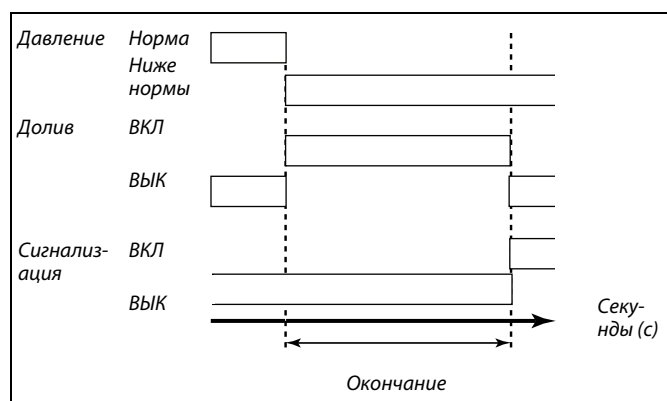 Давление Норма
Ниже
нормы
Долив ВКЛ
ВЫК
Сигнализ- ВКЛ
ация
ВЫК
Секу-
нды (с)
Окончание